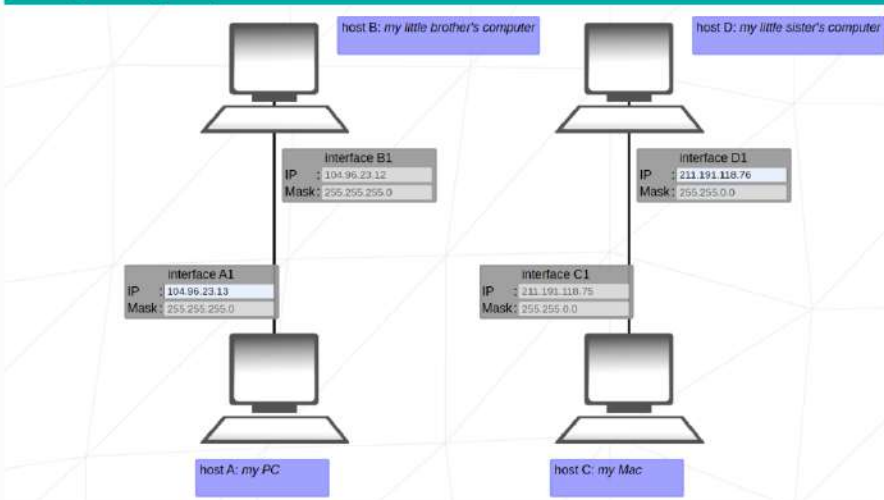 host B: my little brother's computer
host D: my little sister's computer
interface B1
IP : 104.96.23.12
Mask: 255.255.255.0
interface D1
IP : 211.191.118.76
Mask: 255.255.0.0
interface A1
IP : 104.96.23.13
Mask: 255.255.255.0
interface C1
IP : 211.191.118.75
Mask: 255.255.0.0
host A: my PC
host C: my Mac